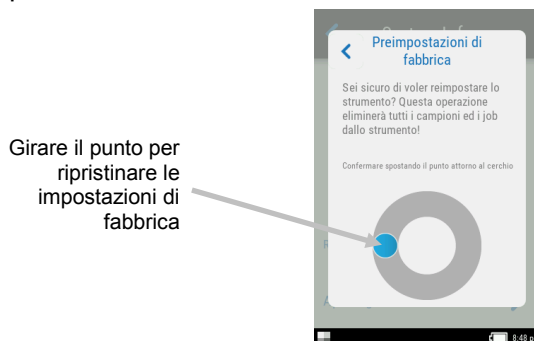 Preimpostazioni di
fabbrica
Sei sicuro di voler reimpostare lo
strumento? Questa operazione
eliminerà tutti i campioni ed i job
dallo strumento!
Confermare spostando il punto attorno al cerchio
Girare il punto per
ripristinare le
impostazioni di
fabbrica
8:48 p